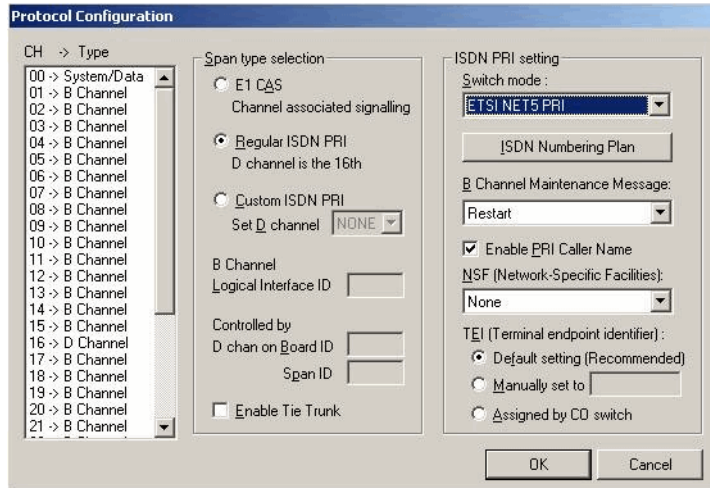 Protocol Configuration
CH -> Type
00 -> System/Data
01 -> B Channel
02 -> B Channel
03 -> B Channel
04 -> B Channel
05 -> B Channel
06 -> B Channel
07 -> B Channel
08 -> B Channel
09 -> B Channel
10 -> B Channel
11 -> B Channel
12 -> B Channel
13 -> B Channel
14 -> B Channel
15 -> B Channel
16 -> D Channel
17 -> B Channel
18 -> B Channel
19 -> B Channel
20 -> B Channel
21 -> B Channel
Span type selection
E1 CAS
Channel associated signalling
Regular ISDN PRI
D channel is the 16th
Custom ISDN PRI
Set D channel NONE
B Channel
Logical Interface ID
Controlled by
D chan on Board ID
Span ID
Enable Tie Trunk
ISDN PRI setting
Switch mode :
ETSI NET5 PRI
ISDN Numbering Plan
B Channel Maintenance Message:
Restart
Enable PRI Caller Name
NSF (Network-Specific Facilities):
None
TEI (Terminal endpoint identifier) :
Default setting (Recommended)
Manually set to
Assigned by CO switch
OK
Cancel